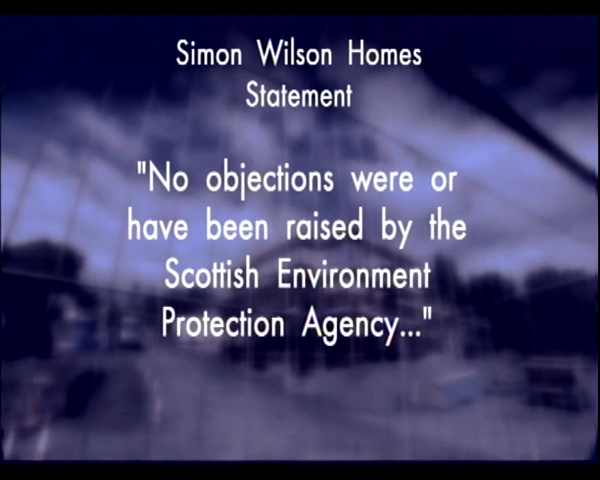 Simon Wilson Homes
Statement
"No objections were or
have been raised by the
Scottish Environment
Protection Agency..."